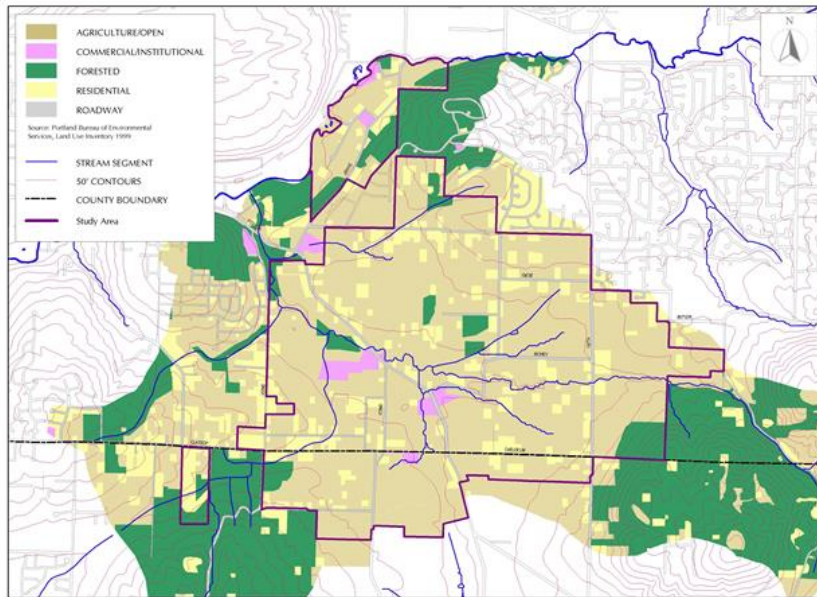 AGRICULTURE/OPEN
COMMERCIAL/INSTITUTIONAL
FORESTED
RESIDENTIAL
ROADWAY
Source: Portland Bureau of Environmental
Services, Land Use Inventory 1999
STREAM SEGMENT
50' CONTOURS
COUNTY BOUNDARY
Study Area
N